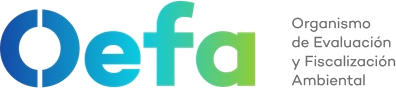 Oefa
Organismo
de Evaluación
y Fiscalización
Ambiental